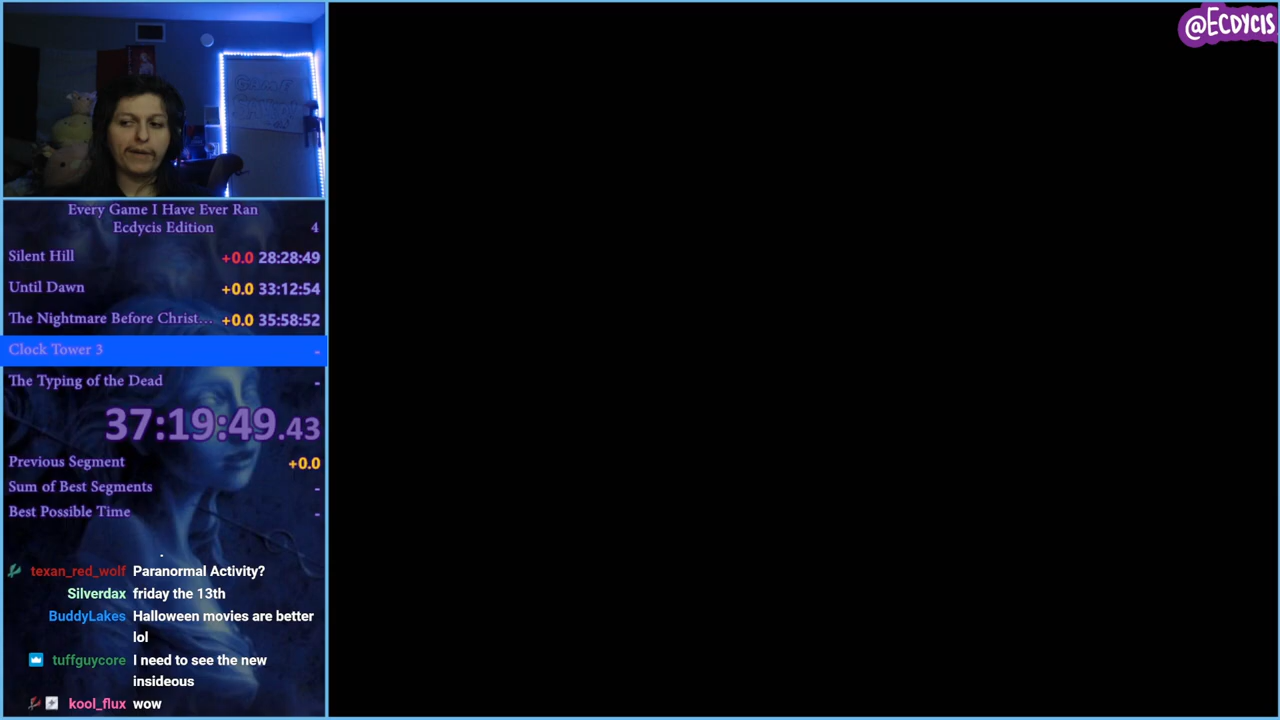 @ECDYCIS
GAME
Every Game I Have Ever Ran
Ecdycis Edition 4
Silent Hill +0.0 28:28:49
Until Dawn +0.0 33:12:54
The Nightmare Before Christ... +0.0 35:58:52
Clock Tower 3 -
The Typing of the Dead -
37:19:49.43
Previous Segment +0.0
Sum of Best Segments -
Best Possible Time -
texan_red_wolf Paranormal Activity?
Silverdax friday the 13th
BuddyLakes Halloween movies are better
lol
tuffguycore I need to see the new
insideous
kool_flux wow